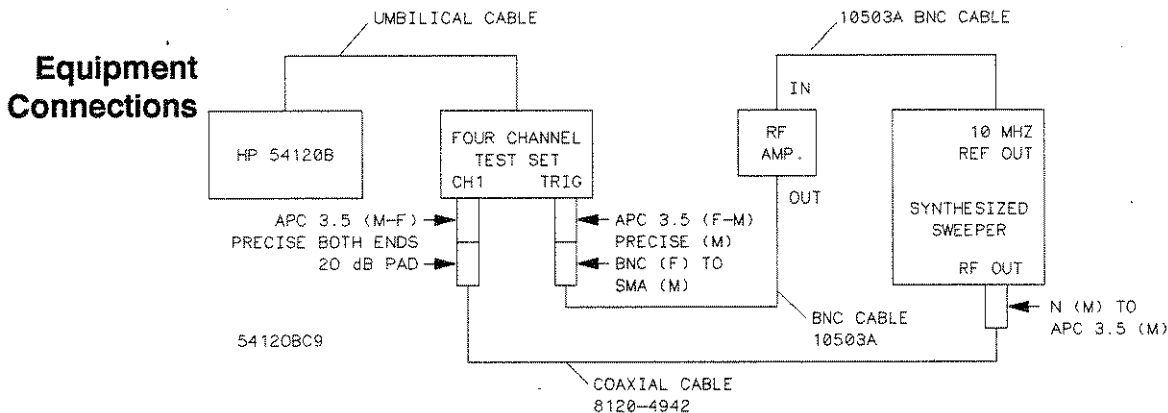 UMBILICAL CABLE
10503A BNC CABLE
Equipment
Connections
HP 54120B
FOUR CHANNEL
TEST SET
CH1 TRIG
IN
RF
AMP.
OUT
10 MHZ
REF OUT
SYNTHESIZED
SWEEPER
RF OUT
APC 3.5 (M-F)
PRECISE BOTH ENDS
20 dB PAD
APC 3.5 (F-M)
PRECISE (M)
BNC (F) TO
SMA (M)
N (M) TO
APC 3.5 (M)
BNC CABLE
10503A
54120BC9
COAXIAL CABLE
8120-4942